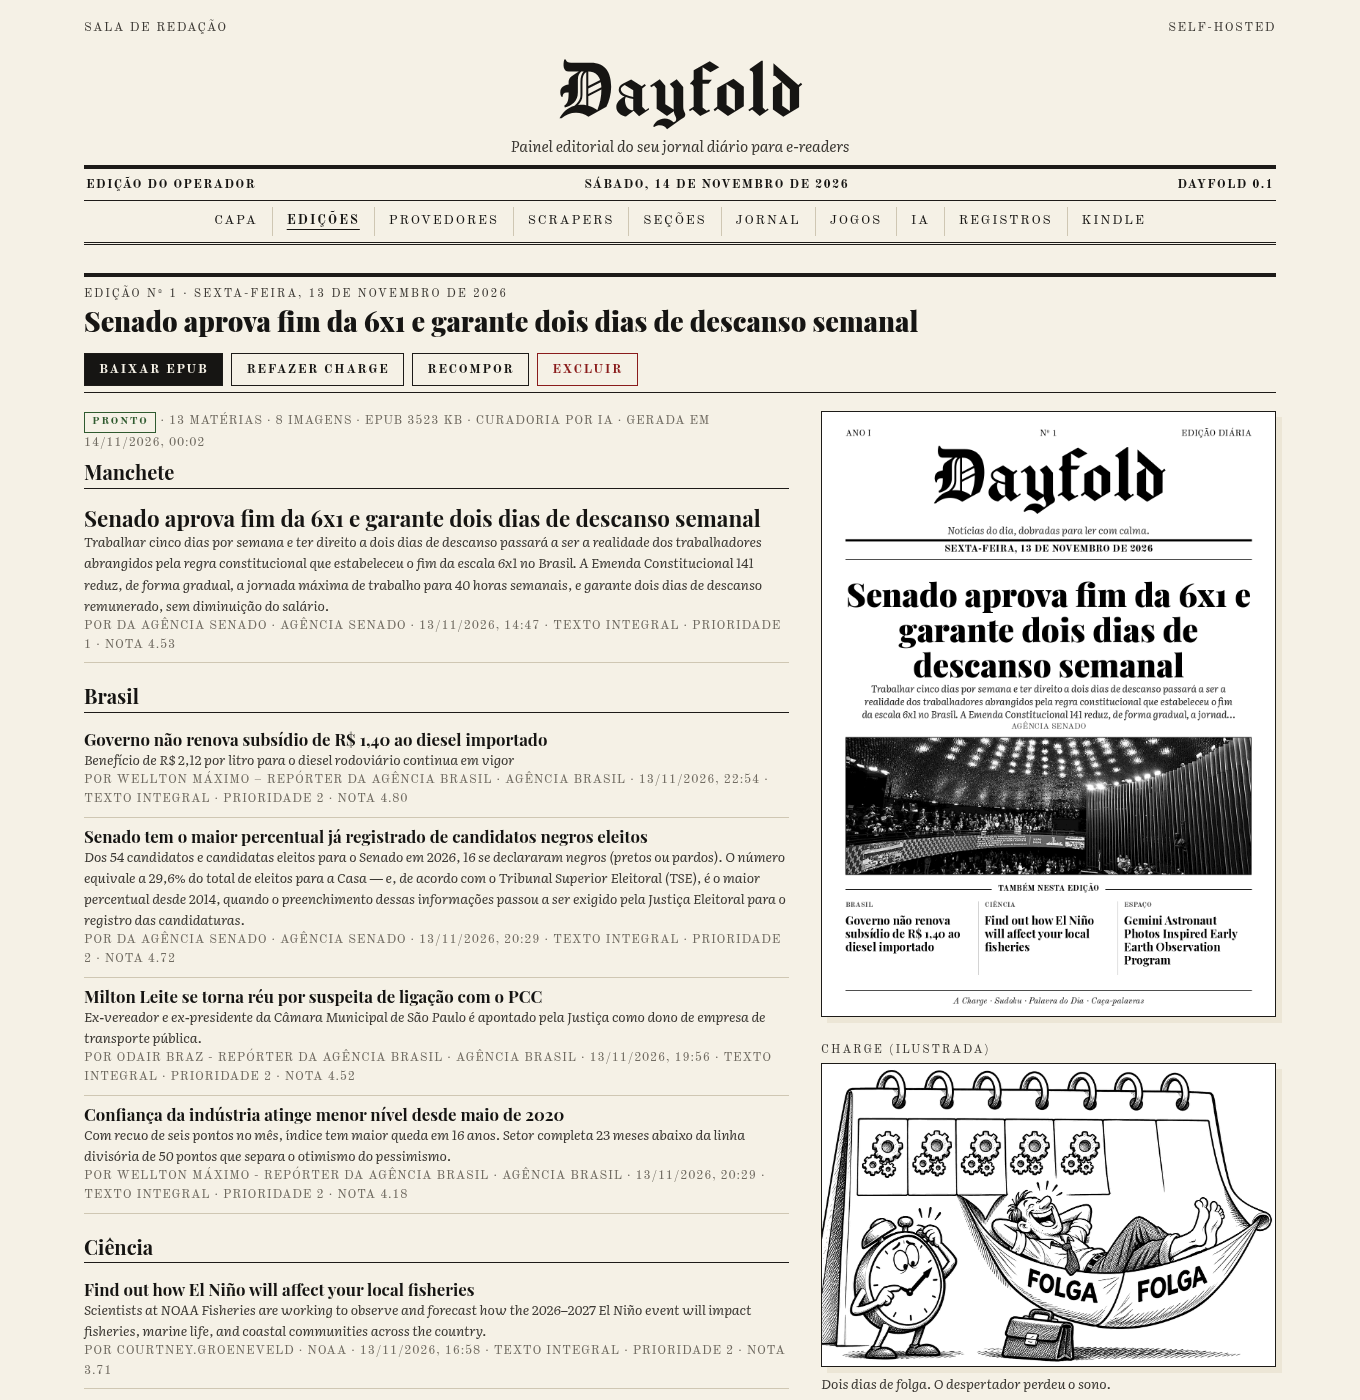 SALA DE REDAÇÃO
SELF-HOSTED
Dayfold
Painel editorial do seu jornal diário para e-readers
EDIÇÃO DO OPERADOR
SÁBADO, 14 DE NOVEMBRO DE 2026
DAYFOLD 0.1
CAPA
EDIÇÕES
PROVEDORES
SCRAPERS
SEÇÕES
JORNAL
JOGOS
IA
REGISTROS
KINDLE
EDIÇÃO Nº 1 · SEXTA-FEIRA, 13 DE NOVEMBRO DE 2026
Senado aprova fim da 6x1 e garante dois dias de descanso semanal
BAIXAR EPUB
REFAZER CHARGE
RECOMPOR
EXCLUIR
PRONTO · 13 MATÉRIAS · 8 IMAGENS · EPUB 3523 KB · CURADORIA POR IA · GERADA EM
14/11/2026, 00:02
Manchete
Senado aprova fim da 6x1 e garante dois dias de descanso semanal
Trabalhar cinco dias por semana e ter direito a dois dias de descanso passará a ser a realidade dos trabalhadores
abrangidos pela regra constitucional que estabeleceu o fim da escala 6x1 no Brasil. A Emenda Constitucional 141
reduz, de forma gradual, a jornada máxima de trabalho para 40 horas semanais, e garante dois dias de descanso
remunerado, sem diminuição do salário.
POR DA AGÊNCIA SENADO · AGÊNCIA SENADO · 13/11/2026, 14:47 · TEXTO INTEGRAL · PRIORIDADE
1 · NOTA 4.53
Brasil
Governo não renova subsídio de R$ 1,40 ao diesel importado
Benefício de R$ 2,12 por litro para o diesel rodoviário continua em vigor
POR WELLTON MÁXIMO – REPÓRTER DA AGÊNCIA BRASIL · AGÊNCIA BRASIL · 13/11/2026, 22:54 ·
TEXTO INTEGRAL · PRIORIDADE 2 · NOTA 4.80
Senado tem o maior percentual já registrado de candidatos negros eleitos
Dos 54 candidatos e candidatas eleitos para o Senado em 2026, 16 se declararam negros (pretos ou pardos). O número
equivale a 29,6% do total de eleitos para a Casa — e, de acordo com o Tribunal Superior Eleitoral (TSE), é o maior
percentual desde 2014, quando o preenchimento dessas informações passou a ser exigido pela Justiça Eleitoral para o
registro das candidaturas.
POR DA AGÊNCIA SENADO · AGÊNCIA SENADO · 13/11/2026, 20:29 · TEXTO INTEGRAL · PRIORIDADE
2 · NOTA 4.72
Milton Leite se torna réu por suspeita de ligação com o PCC
Ex-vereador e ex-presidente da Câmara Municipal de São Paulo é apontado pela Justiça como dono de empresa de
transporte pública.
POR ODAIR BRAZ - REPÓRTER DA AGÊNCIA BRASIL · AGÊNCIA BRASIL · 13/11/2026, 19:56 · TEXTO
INTEGRAL · PRIORIDADE 2 · NOTA 4.52
Confiança da indústria atinge menor nível desde maio de 2020
Com recuo de seis pontos no mês, índice tem maior queda em 16 anos. Setor completa 23 meses abaixo da linha
divisória de 50 pontos que separa o otimismo do pessimismo.
POR WELLTON MÁXIMO - REPÓRTER DA AGÊNCIA BRASIL · AGÊNCIA BRASIL · 13/11/2026, 20:29 ·
TEXTO INTEGRAL · PRIORIDADE 2 · NOTA 4.18
Ciência
Find out how El Niño will affect your local fisheries
Scientists at NOAA Fisheries are working to observe and forecast how the 2026–2027 El Niño event will impact
fisheries, marine life, and coastal communities across the country.
POR COURTNEY.GROENEVELD · NOAA · 13/11/2026, 16:58 · TEXTO INTEGRAL · PRIORIDADE 2 · NOTA
3.71
ANO I
Nº 1
EDIÇÃO DIÁRIA
Dayfold
Notícias do dia, dobradas para ler com calma.
SEXTA-FEIRA, 13 DE NOVEMBRO DE 2026
Senado aprova fim da 6x1 e
garante dois dias de
descanso semanal
Trabalhar cinco dias por semana e ter direito a dois dias de descanso passará a ser a
realidade dos trabalhadores abrangidos pela regra constitucional que estabeleceu o fim
da escala 6x1 no Brasil. A Emenda Constitucional 141 reduz, de forma gradual, a jornad…
AGÊNCIA SENADO
TAMBÉM NESTA EDIÇÃO
BRASIL
Governo não renova
subsídio de R$ 1,40 ao
diesel importado
CIÊNCIA
Find out how El Niño
will affect your local
fisheries
ESPAÇO
Gemini Astronaut
Photos Inspired Early
Earth Observation
Program
A Charge · Sudoku · Palavra do Dia · Caça-palavras
CHARGE (ILUSTRADA)
FOLGA
FOLGA
Dois dias de folga. O despertador perdeu o sono.